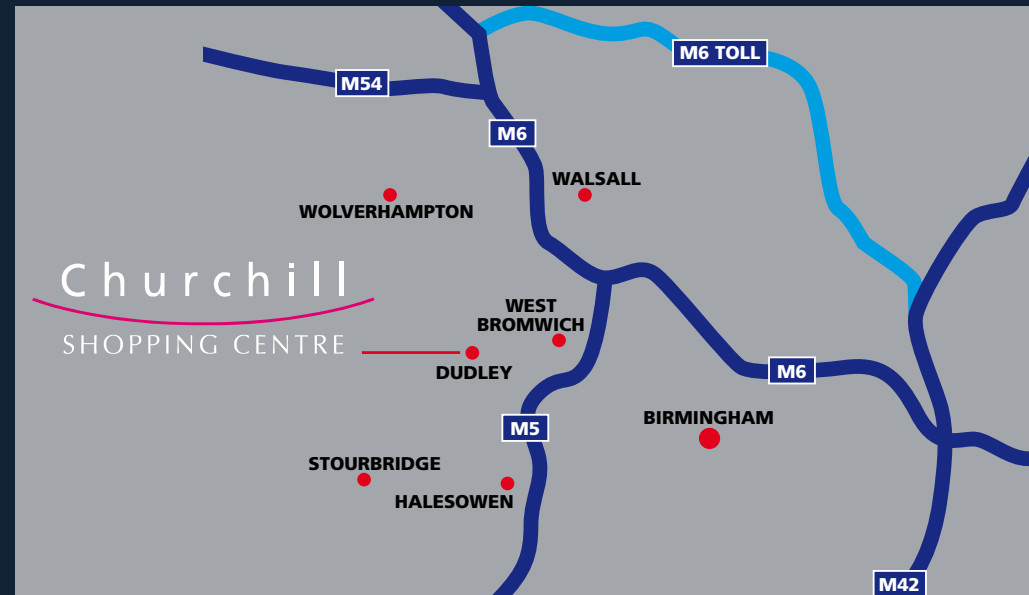 M6 TOLL
M54
M6
WALSALL
WOLVERHAMPTON
Churchill
SHOPPING CENTRE
WEST
BROMWICH
DUDLEY
M6
BIRMINGHAM
M5
STOURBRIDGE
HALESOWEN
M42